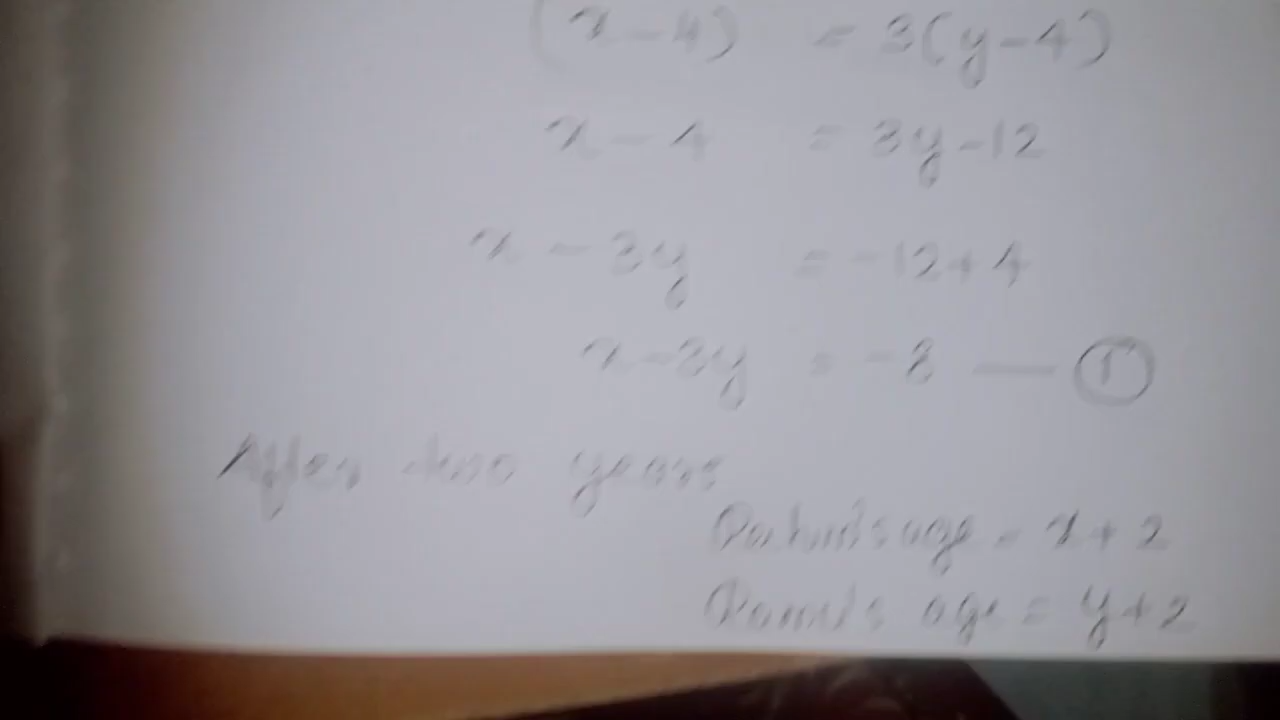 (x - 4) = 3(y - 4)
x - 4 = 3y - 12
x - 3y = -12 + 4
x - 3y = -8 — 1
After two years
age = x + 2
Ramu's age = y + 2